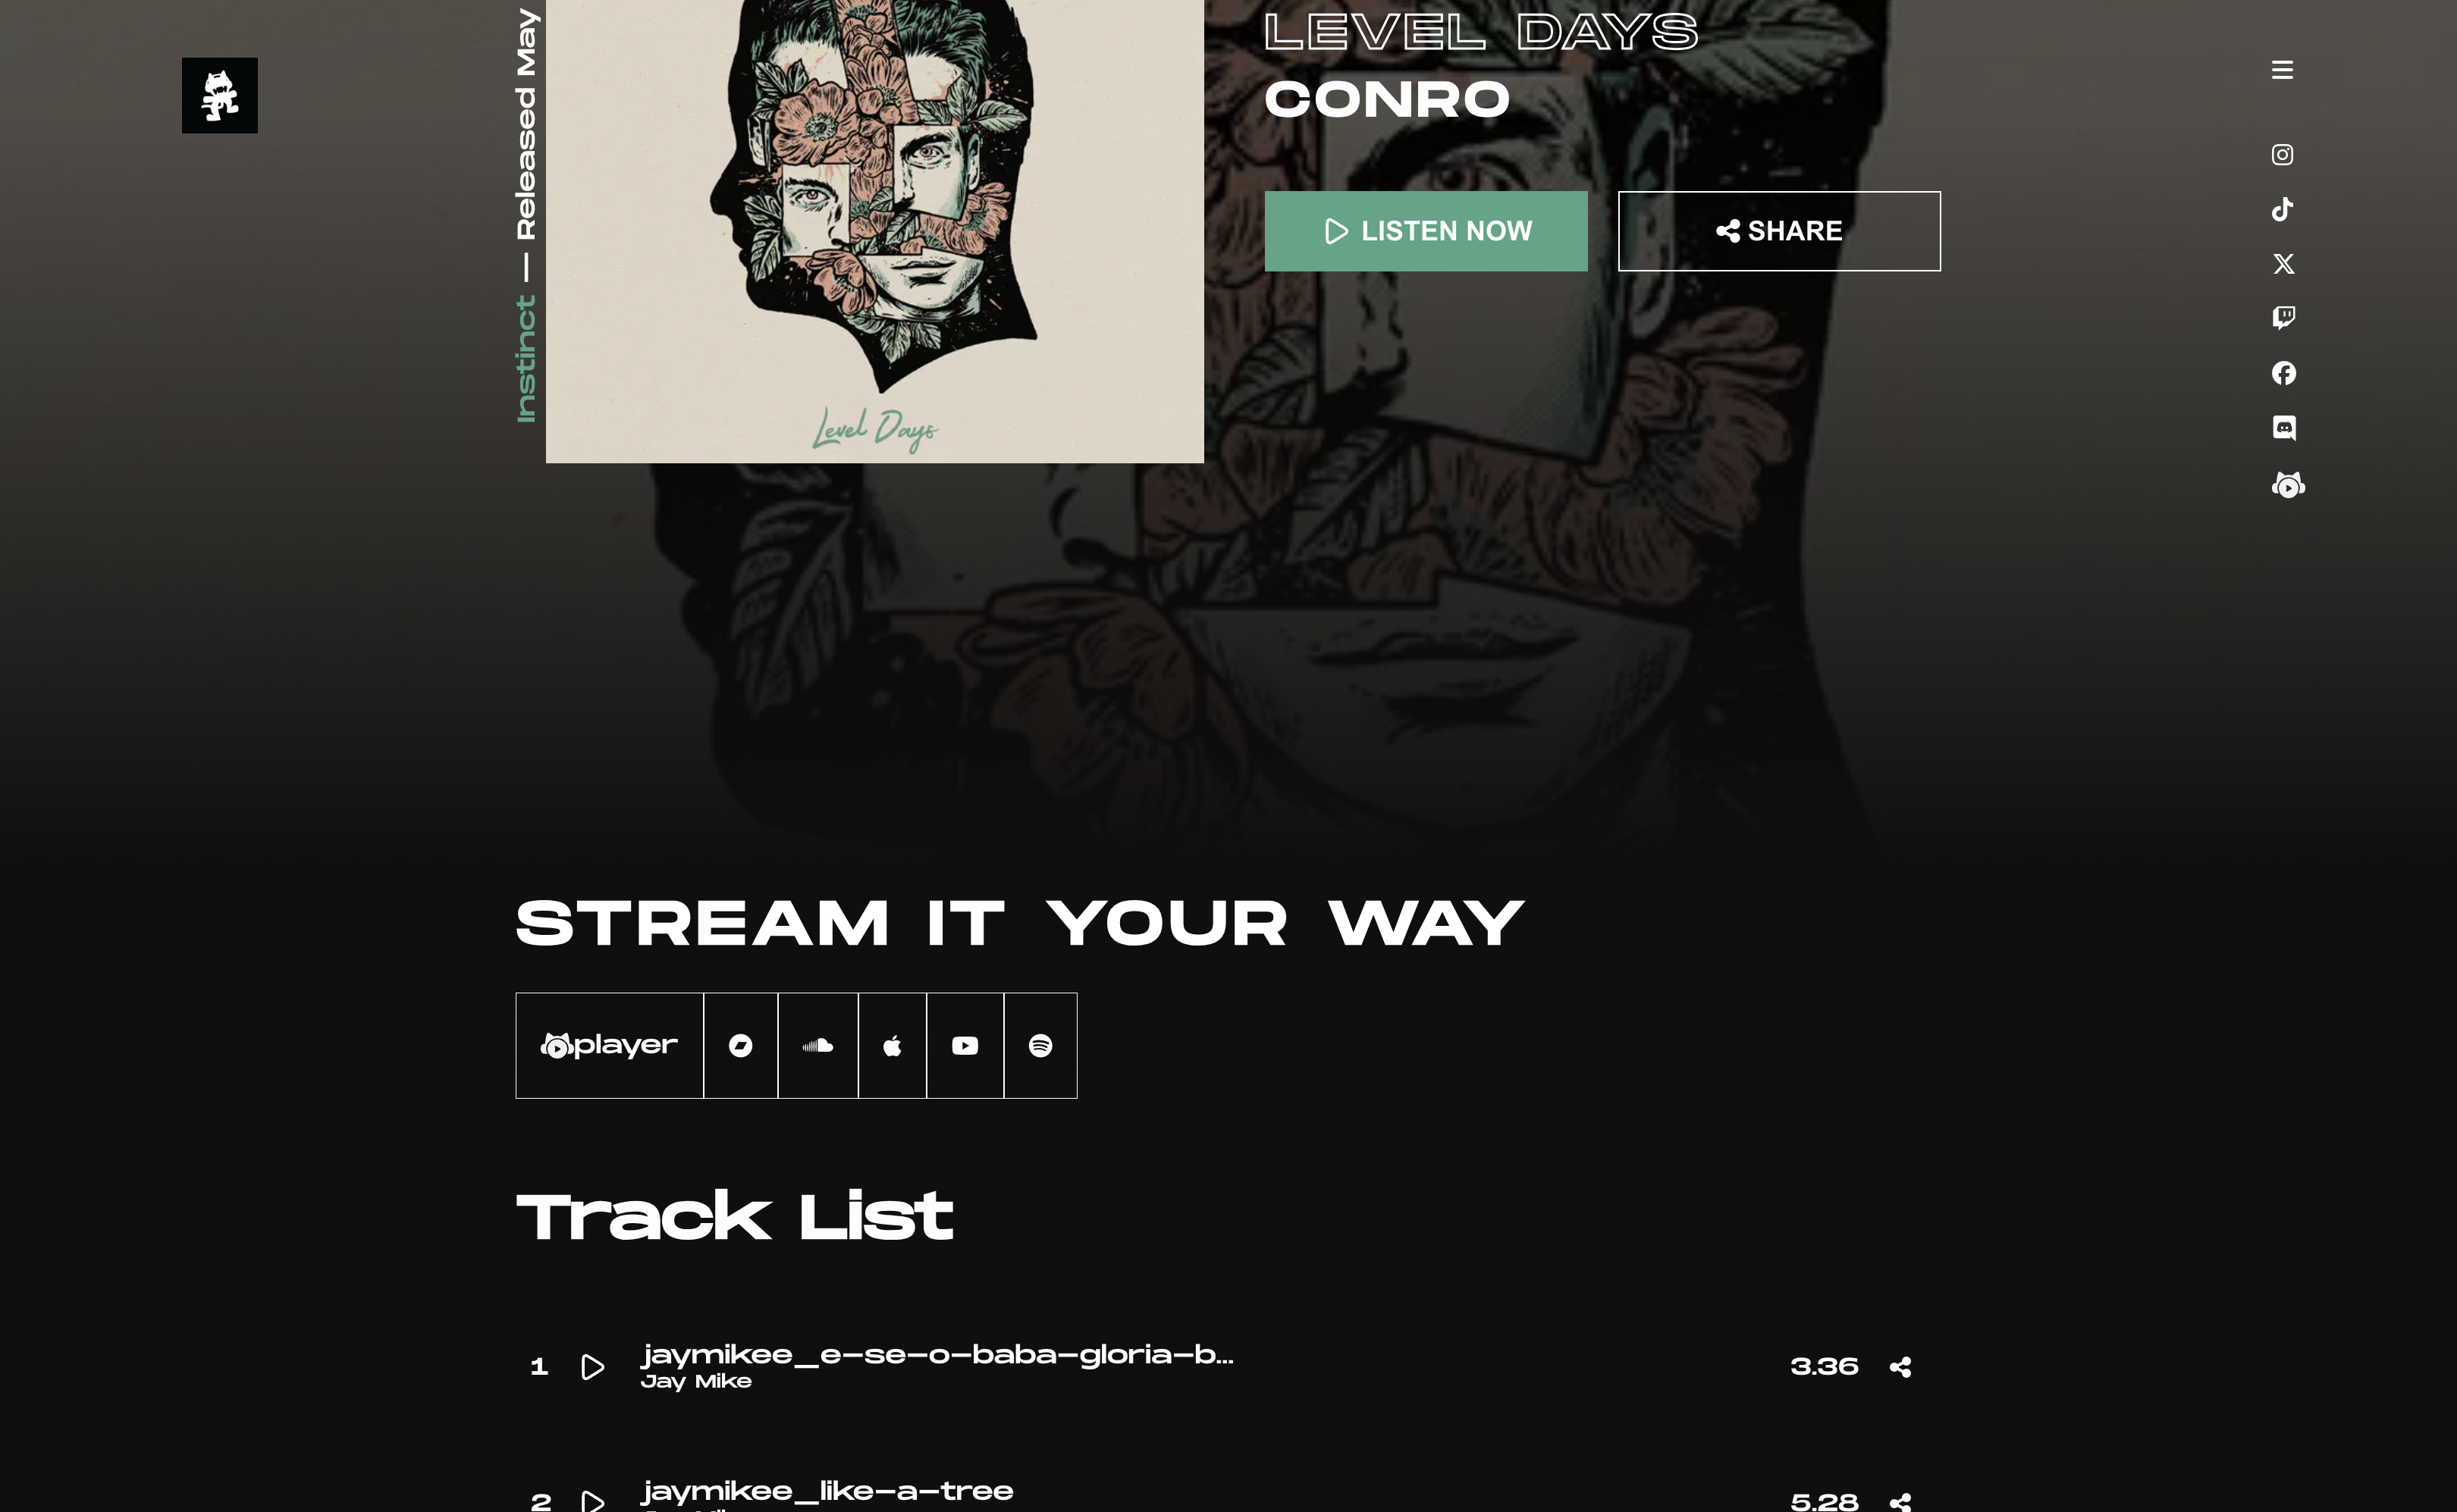 Instinct — Released May
Level Days
LEVEL DAYS
CONRO
LISTEN NOW
SHARE
STREAM IT YOUR WAY
player
Track List
1
jaymikee_e-se-o-baba-gloria-b...
Jay Mike
3.36
2
jaymikee_like-a-tree
5.28